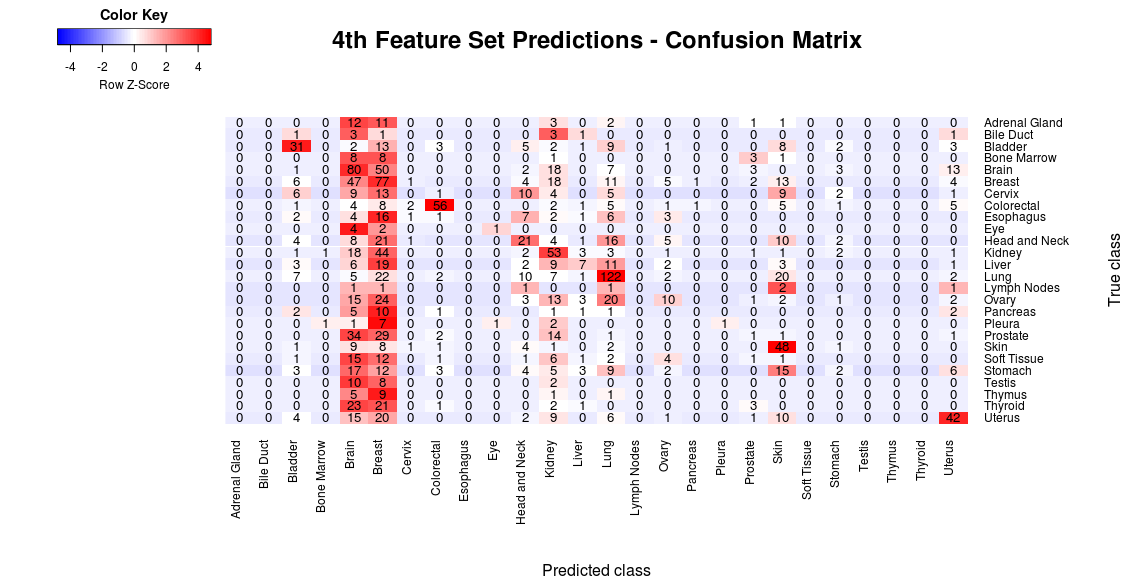 Color Key
-4 -2 0 2 4
Row Z-Score
4th Feature Set Predictions - Confusion Matrix
0 0 0 0 12 11 0 0 0 0 0 3 0 2 0 0 0 0 1 1 0 0 0 0 0 0 Adrenal Gland
0 0 1 0 3 1 0 0 0 0 0 3 1 0 0 0 0 0 0 0 0 0 0 0 0 1 Bile Duct
0 0 31 0 2 13 0 3 0 0 5 2 1 9 0 1 0 0 0 8 0 2 0 0 0 3 Bladder
0 0 0 0 8 8 0 0 0 0 0 1 0 0 0 0 0 0 3 1 0 0 0 0 0 0 Bone Marrow
0 0 1 0 80 50 0 0 0 0 2 18 0 7 0 0 0 0 3 0 0 3 0 0 0 13 Brain
0 0 6 0 47 77 1 0 0 0 4 18 0 11 0 5 1 0 2 13 0 0 0 0 0 4 Breast
0 0 6 0 9 13 0 1 0 0 10 4 0 5 0 0 0 0 0 9 0 2 0 0 0 1 Cervix
0 0 1 0 4 8 2 56 0 0 0 2 1 5 0 1 1 0 0 5 0 0 0 0 0 5 Colorectal
0 0 2 0 4 16 1 1 0 0 7 2 1 6 0 3 0 0 0 0 0 0 0 0 0 0 Esophagus
0 0 0 0 4 2 0 0 0 1 0 0 0 0 0 0 0 0 0 0 0 0 0 0 0 0 Eye
0 0 4 0 8 21 1 0 0 0 21 4 1 16 0 5 0 0 0 10 0 2 0 0 0 1 Head and Neck
0 0 1 1 18 44 0 0 0 0 2 53 3 3 0 0 0 0 1 1 0 2 0 0 0 1 Kidney
0 0 3 0 6 19 0 0 0 0 2 9 7 11 0 2 0 0 0 3 0 0 0 0 0 1 Liver
0 0 7 0 5 22 0 2 0 0 10 7 1 122 0 2 0 0 0 20 0 0 0 0 0 2 Lung
0 0 0 0 1 1 0 0 0 0 1 0 0 1 0 0 0 0 0 2 0 0 0 0 0 1 Lymph Nodes
0 0 0 0 15 24 0 0 0 0 3 13 3 20 0 10 0 0 1 2 0 1 0 0 0 2 Ovary
0 0 2 0 5 10 0 1 0 0 0 1 1 1 0 0 0 0 0 0 0 0 0 0 0 2 Pancreas
0 0 0 1 1 7 0 0 0 1 0 2 0 0 0 0 0 1 0 0 0 0 0 0 0 0 Pleura
0 0 0 0 34 29 0 2 0 0 0 14 0 1 0 0 0 0 1 1 0 0 0 0 0 1 Prostate
0 0 1 0 9 8 1 1 0 0 4 1 0 2 0 0 0 0 0 48 0 1 0 0 0 0 Skin
0 0 1 0 15 12 0 1 0 0 1 6 1 2 0 4 0 0 1 1 0 0 0 0 0 0 Soft Tissue
0 0 3 0 17 12 0 3 0 0 4 5 3 9 0 2 0 0 0 15 0 2 0 0 0 6 Stomach
0 0 0 0 10 8 0 0 0 0 0 2 0 0 0 0 0 0 0 0 0 0 0 0 0 0 Testis
0 0 0 0 5 9 0 0 0 0 0 1 0 1 0 0 0 0 0 0 0 0 0 0 0 0 Thymus
0 0 0 0 23 21 0 1 0 0 0 2 1 0 0 0 0 0 3 0 0 0 0 0 0 0 Thyroid
0 0 4 0 15 20 0 0 0 0 2 9 0 6 0 1 0 0 1 10 0 0 0 0 0 42 Uterus
True class
Adrenal Gland
Bile Duct
Bladder
Bone Marrow
Brain
Breast
Cervix
Colorectal
Esophagus
Eye
Head and Neck
Kidney
Liver
Lung
Lymph Nodes
Ovary
Pancreas
Pleura
Prostate
Skin
Soft Tissue
Stomach
Testis
Thymus
Thyroid
Uterus
Predicted class